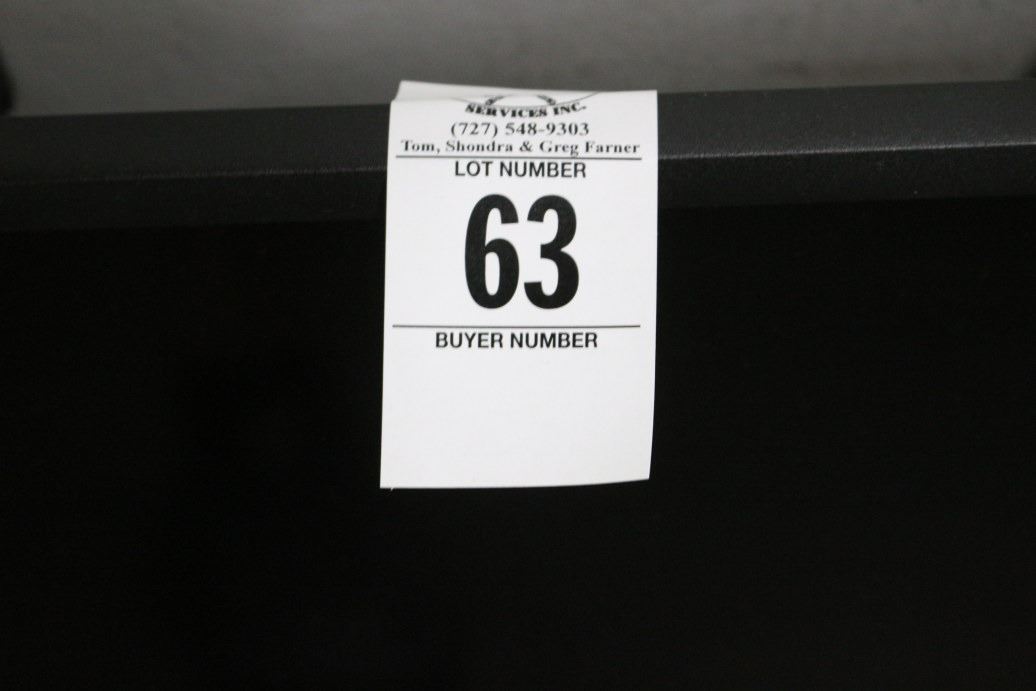 SERVICES INC.
(727) 548-9303
Tom, Shondra & Greg Farner
LOT NUMBER
63
BUYER NUMBER